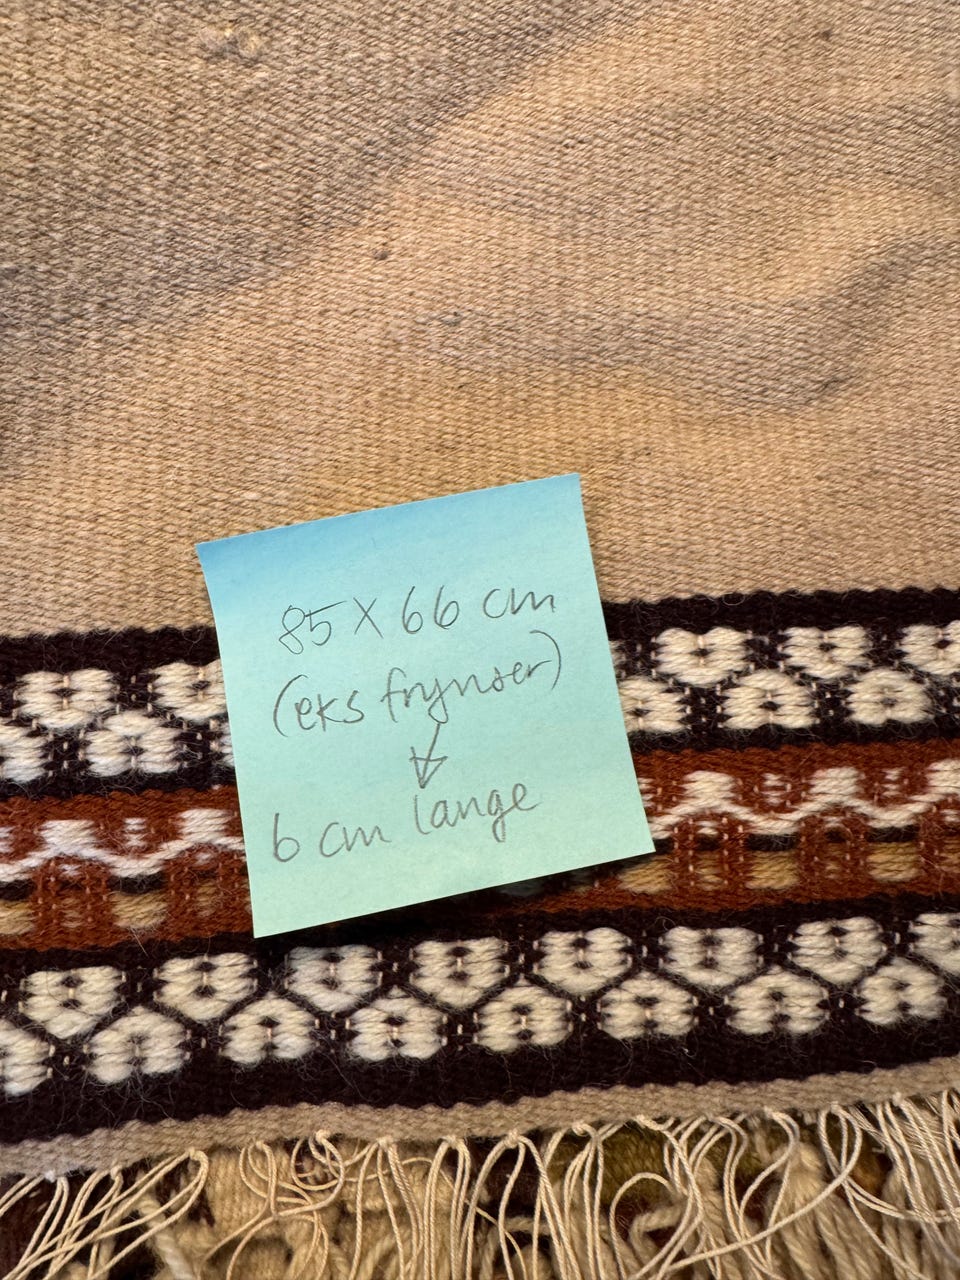 85 X 66 cm
(eks frynser)
6 cm lange